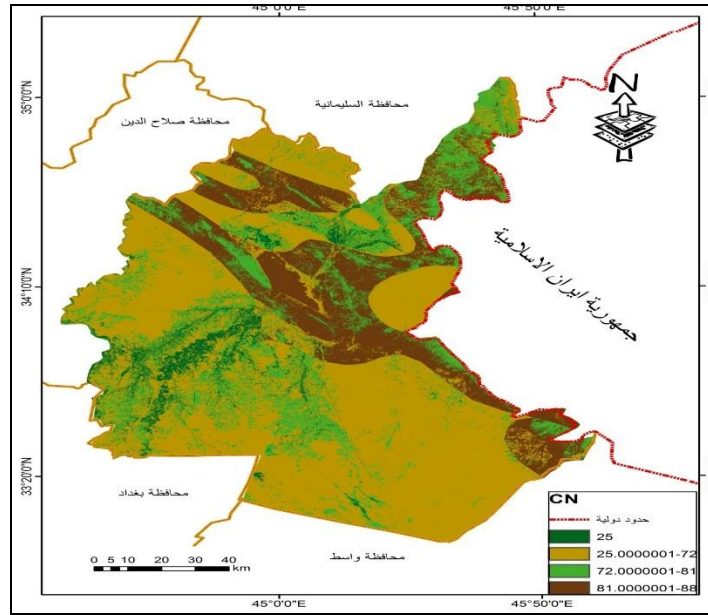 45°0'0"E
45°50'0"E
35°0'0"N
محافظة السليمانية
محافظة صلاح الدين
N
جمهورية ايران الاسلامية
34°10'0"N
33°20'0"N
محافظة بغداد
محافظة واسط
0 5 10 20 30 40
km
CN
حدود دولية
25
25.0000001-72
72.0000001-81
81.0000001-88
45°0'0"E
45°50'0"E